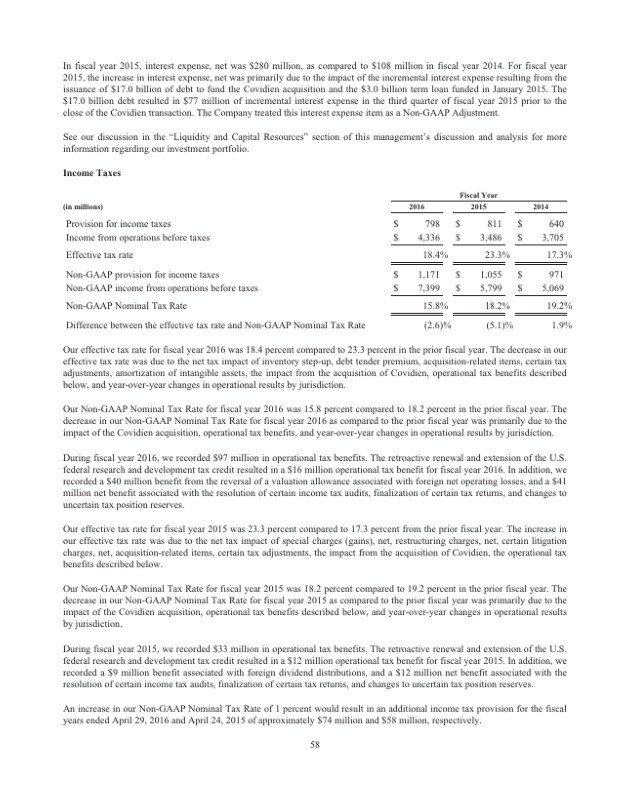 In fiscal year 2015, interest expense, net was $280 million, as compared to $108 million in fiscal year 2014. For fiscal year
2015, the increase in interest expense, net was primarily due to the impact of the incremental interest expense resulting from the
issuance of $17.0 billion of debt to fund the Covidien acquisition and the $3.0 billion term loan funded in January 2015. The
$17.0 billion debt resulted in $77 million of incremental interest expense in the third quarter of fiscal year 2015 prior to the
close of the Covidien transaction. The Company treated this interest expense item as a Non-GAAP Adjustment.
See our discussion in the “Liquidity and Capital Resources” section of this management’s discussion and analysis for more
information regarding our investment portfolio.
Income Taxes
Fiscal Year
(in millions) 2016 2015 2014
Provision for income taxes $ 798 $ 811 $ 640
Income from operations before taxes $ 4,336 $ 3,486 $ 3,705
Effective tax rate 18.4% 23.3% 17.3%
Non-GAAP provision for income taxes $ 1,171 $ 1,055 $ 971
Non-GAAP income from operations before taxes $ 7,399 $ 5,799 $ 5,069
Non-GAAP Nominal Tax Rate 15.8% 18.2% 19.2%
Difference between the effective tax rate and Non-GAAP Nominal Tax Rate (2.6)% (5.1)% 1.9%
Our effective tax rate for fiscal year 2016 was 18.4 percent compared to 23.3 percent in the prior fiscal year. The decrease in our
effective tax rate was due to the net tax impact of inventory step-up, debt tender premium, acquisition-related items, certain tax
adjustments, amortization of intangible assets, the impact from the acquisition of Covidien, operational tax benefits described
below, and year-over-year changes in operational results by jurisdiction.
Our Non-GAAP Nominal Tax Rate for fiscal year 2016 was 15.8 percent compared to 18.2 percent in the prior fiscal year. The
decrease in our Non-GAAP Nominal Tax Rate for fiscal year 2016 as compared to the prior fiscal year was primarily due to the
impact of the Covidien acquisition, operational tax benefits, and year-over-year changes in operational results by jurisdiction.
During fiscal year 2016, we recorded $97 million in operational tax benefits. The retroactive renewal and extension of the U.S.
federal research and development tax credit resulted in a $16 million operational tax benefit for fiscal year 2016. In addition, we
recorded a $40 million benefit from the reversal of a valuation allowance associated with foreign net operating losses, and a $41
million net benefit associated with the resolution of certain income tax audits, finalization of certain tax returns, and changes to
uncertain tax position reserves.
Our effective tax rate for fiscal year 2015 was 23.3 percent compared to 17.3 percent from the prior fiscal year. The increase in
our effective tax rate was due to the net tax impact of special charges (gains), net, restructuring charges, net, certain litigation
charges, net, acquisition-related items, certain tax adjustments, the impact from the acquisition of Covidien, the operational tax
benefits described below.
Our Non-GAAP Nominal Tax Rate for fiscal year 2015 was 18.2 percent compared to 19.2 percent in the prior fiscal year. The
decrease in our Non-GAAP Nominal Tax Rate for fiscal year 2015 as compared to the prior fiscal year was primarily due to the
impact of the Covidien acquisition, operational tax benefits described below, and year-over-year changes in operational results
by jurisdiction.
During fiscal year 2015, we recorded $33 million in operational tax benefits. The retroactive renewal and extension of the U.S.
federal research and development tax credit resulted in a $12 million operational tax benefit for fiscal year 2015. In addition, we
recorded a $9 million benefit associated with foreign dividend distributions, and a $12 million net benefit associated with the
resolution of certain income tax audits, finalization of certain tax returns, and changes to uncertain tax position reserves.
An increase in our Non-GAAP Nominal Tax Rate of 1 percent would result in an additional income tax provision for the fiscal
years ended April 29, 2016 and April 24, 2015 of approximately $74 million and $58 million, respectively.
58